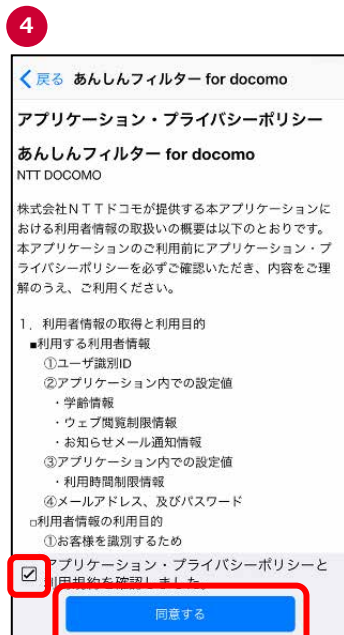 4
戻る あんしんフィルター for docomo
アプリケーション・プライバシーポリシー
あんしんフィルター for docomo
NTT DOCOMO
株式会社ＮＴＴドコモが提供する本アプリケーションに
おける利用者情報の取扱いの概要は以下のとおりです。
本アプリケーションのご利用前にアプリケーション・プ
ライバシーポリシーを必ずご確認いただき、内容をご理
解のうえ、ご利用ください。
１．利用者情報の取得と利用目的
■利用する利用者情報
①ユーザ識別ID
②アプリケーション内での設定値
・学齢情報
・ウェブ閲覧制限情報
・お知らせメール通知情報
③アプリケーション内での設定値
・利用時間制限情報
④メールアドレス、及びパスワード
□利用者情報の利用目的
①お客様を識別するため
アプリケーション・プライバシーポリシーと
利用規約を確認しました。
同意する